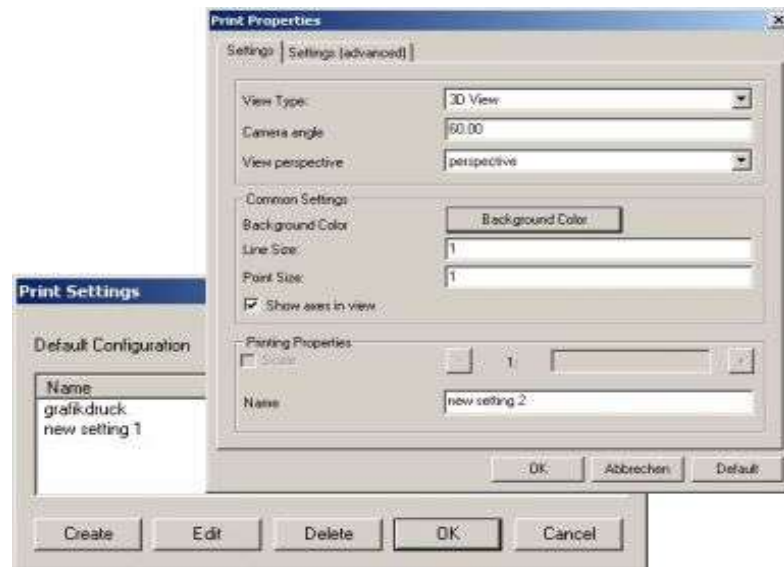 Print Properties
Settings Settings (advanced)
View Type: 3D View
Camera angle 60.00
View perspective perspective
Common Settings
Background Color Background Color
Line Size: 1
Point Size: 1
Show axes in view
Printing Properties
Scale 1:
Name new setting 2
OK Abbrechen Default
Print Settings
Default Configuration
Name
grafikdruck
new setting 1
Create Edit Delete OK Cancel